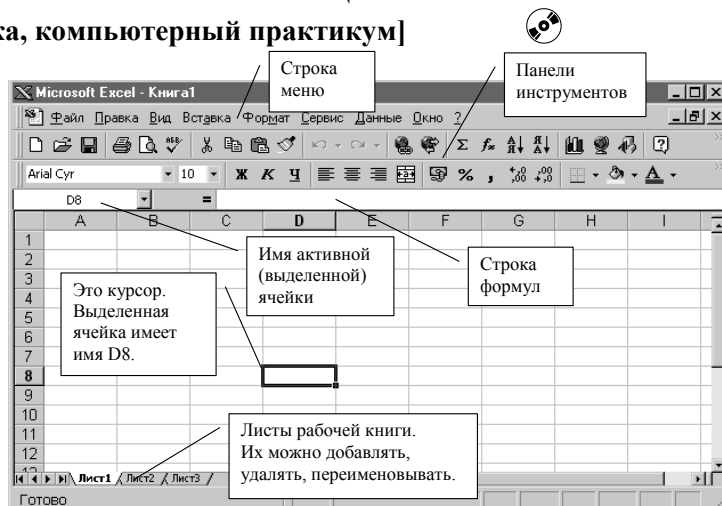 ка, компьютерный практикум]
Строка
меню
Панели
инструментов
Microsoft Excel - Книга1
Файл Правка Вид Вставка Формат Сервис Данные Окно ?
Arial Cyr 10 Ж К Ч % ,
D8 =
A B C D E F G H I
1
2
3
4
5
6
7
8
9
10
11
12
Имя активной
(выделенной)
ячейки
Строка
формул
Это курсор.
Выделенная
ячейка имеет
имя D8.
Листы рабочей книги.
Их можно добавлять,
удалять, переименовывать.
Лист1 Лист2 Лист3
Готово